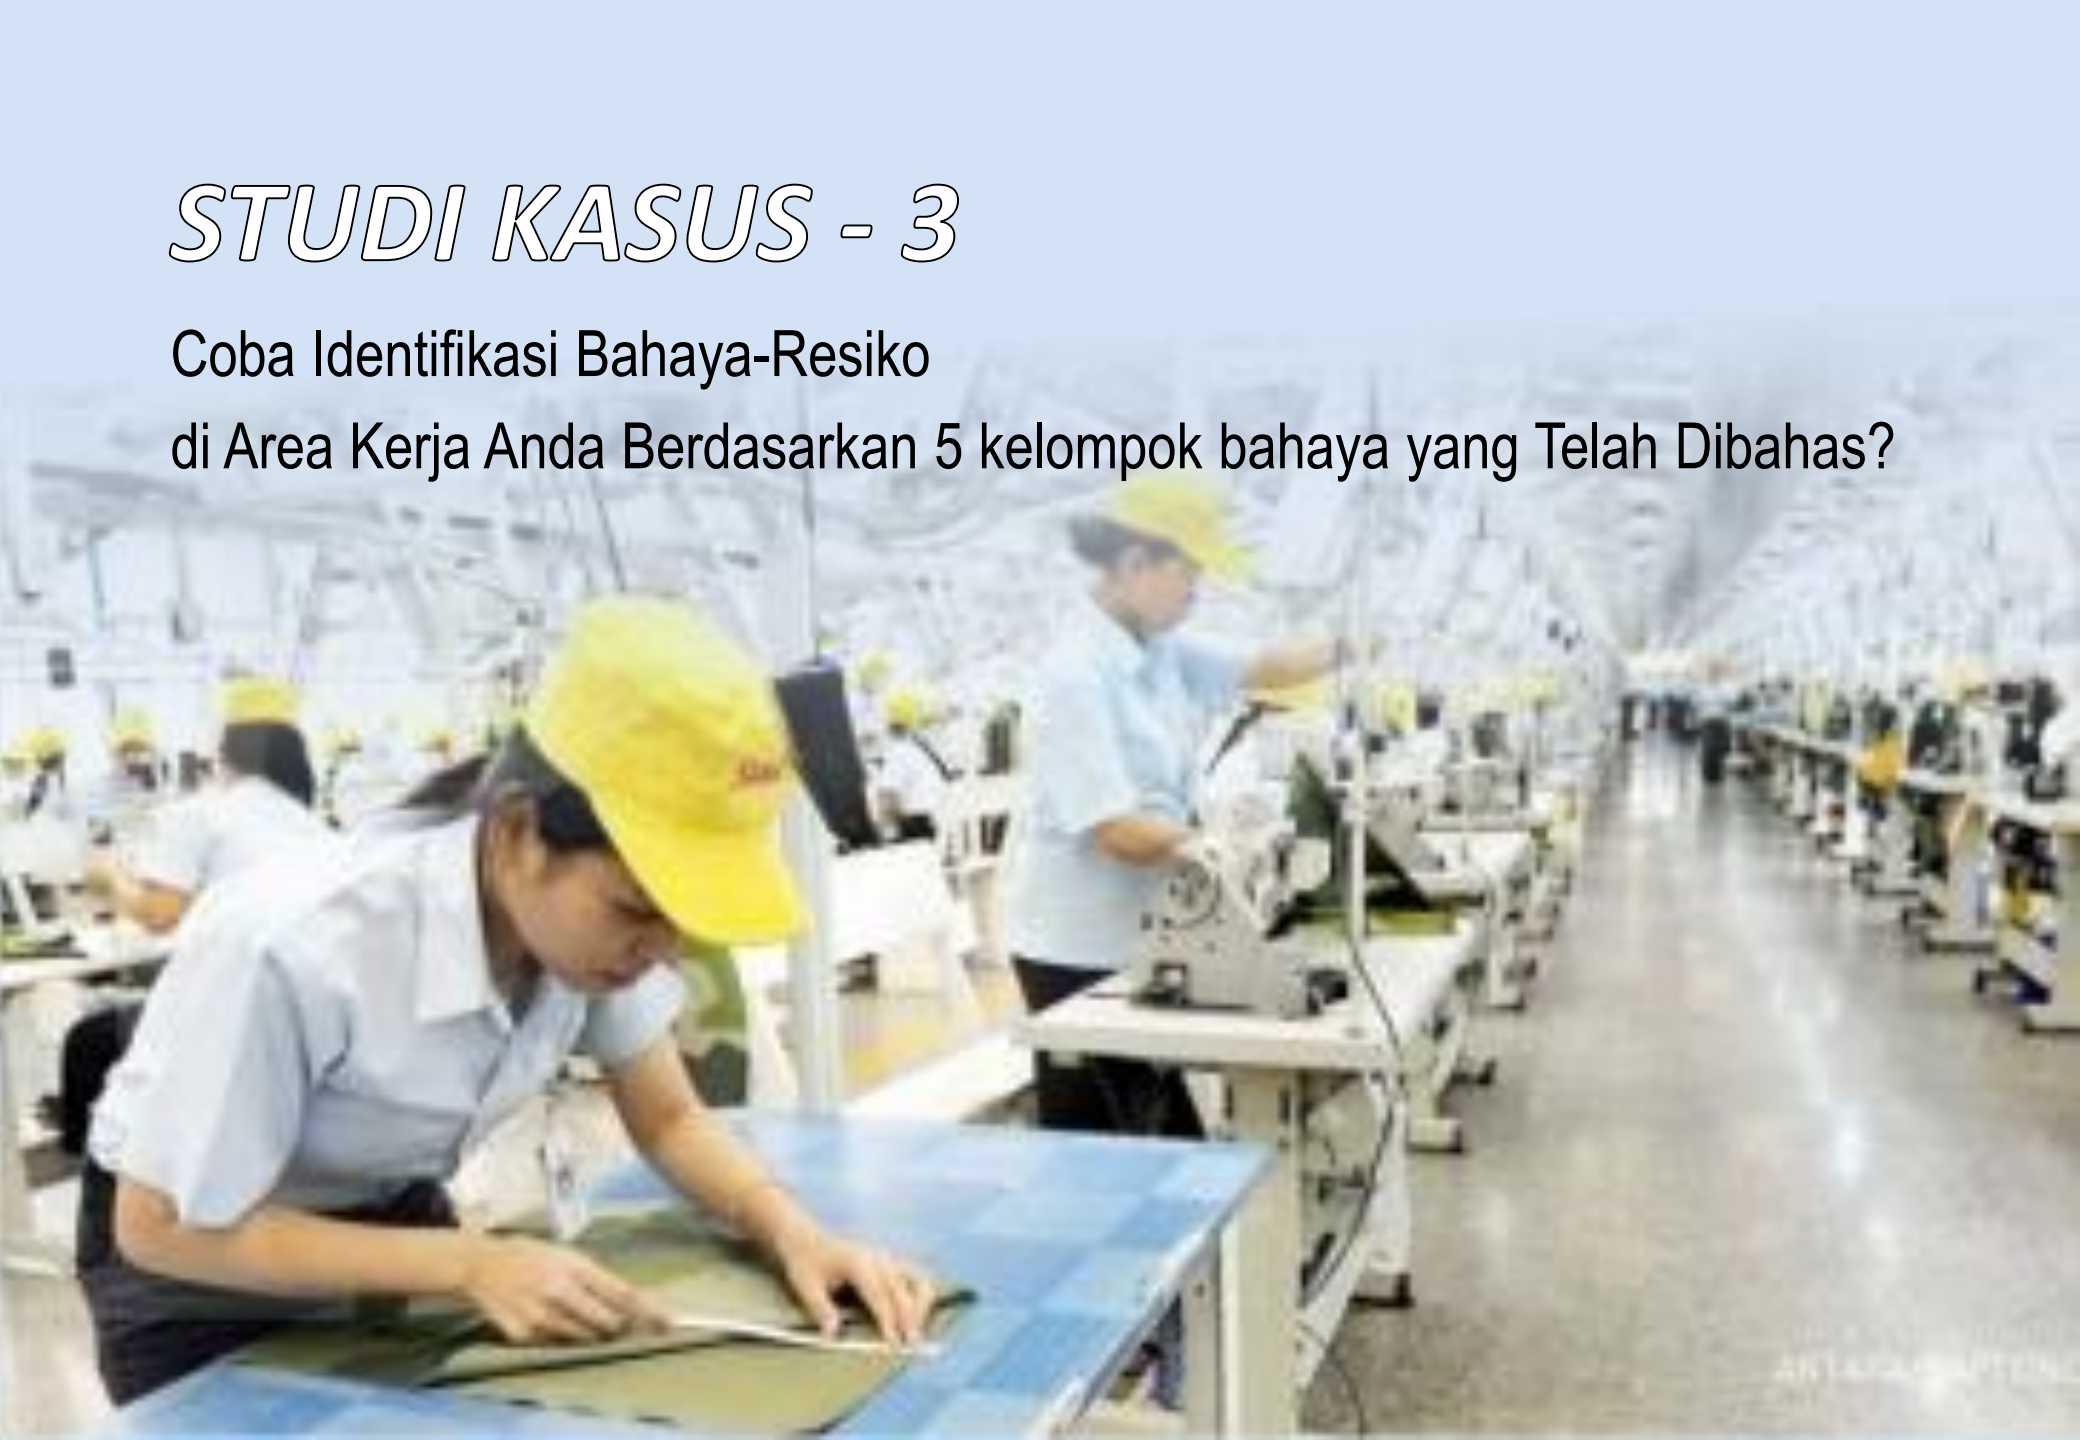 STUDI KASUS - 3
Coba Identifikasi Bahaya-Resiko
di Area Kerja Anda Berdasarkan 5 kelompok bahaya yang Telah Dibahas?